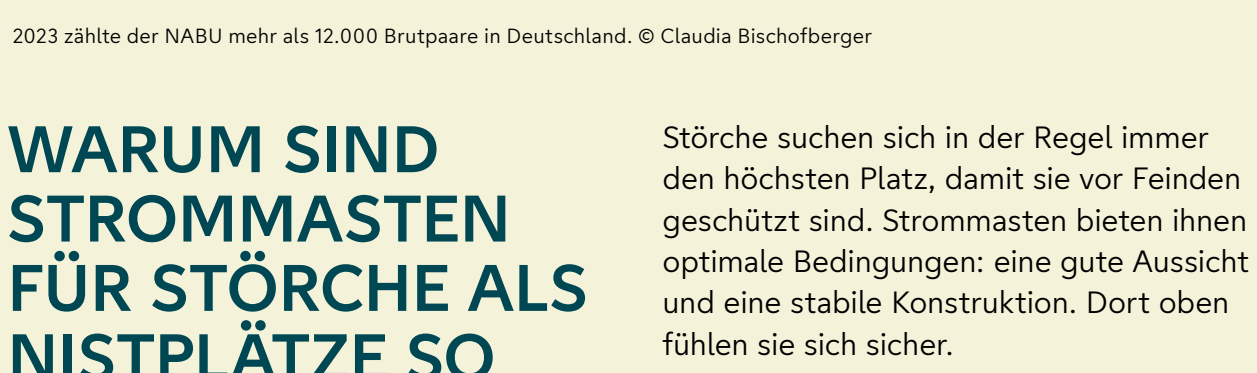 2023 zählte der NABU mehr als 12.000 Brutpaare in Deutschland. © Claudia Bischofberger
WARUM SIND
STROMMASTEN
FÜR STÖRCHE ALS
NISTPLÄTZE SO
Störche suchen sich in der Regel immer
den höchsten Platz, damit sie vor Feinden
geschützt sind. Strommasten bieten ihnen
optimale Bedingungen: eine gute Aussicht
und eine stabile Konstruktion. Dort oben
fühlen sie sich sicher.